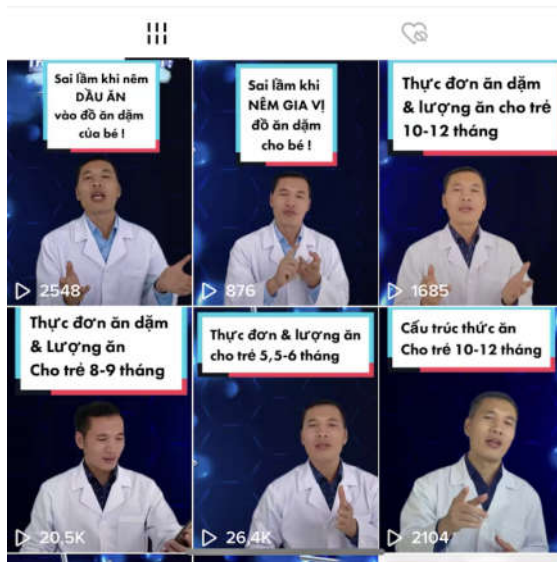 Sai lầm khi nêm
DẦU ĂN
vào đồ ăn dặm
của bé !
2548
Sai lầm khi
NÊM GIA VỊ
đồ ăn dặm
cho bé !
876
Thực đơn ăn dặm
& lượng ăn cho trẻ
10-12 tháng
1685
Thực đơn ăn dặm
& Lượng ăn
Cho trẻ 8-9 tháng
20,5K
Thực đơn & lượng ăn
cho trẻ 5,5-6 tháng
26,4K
Cấu trúc thức ăn
Cho trẻ 10-12 tháng
2104